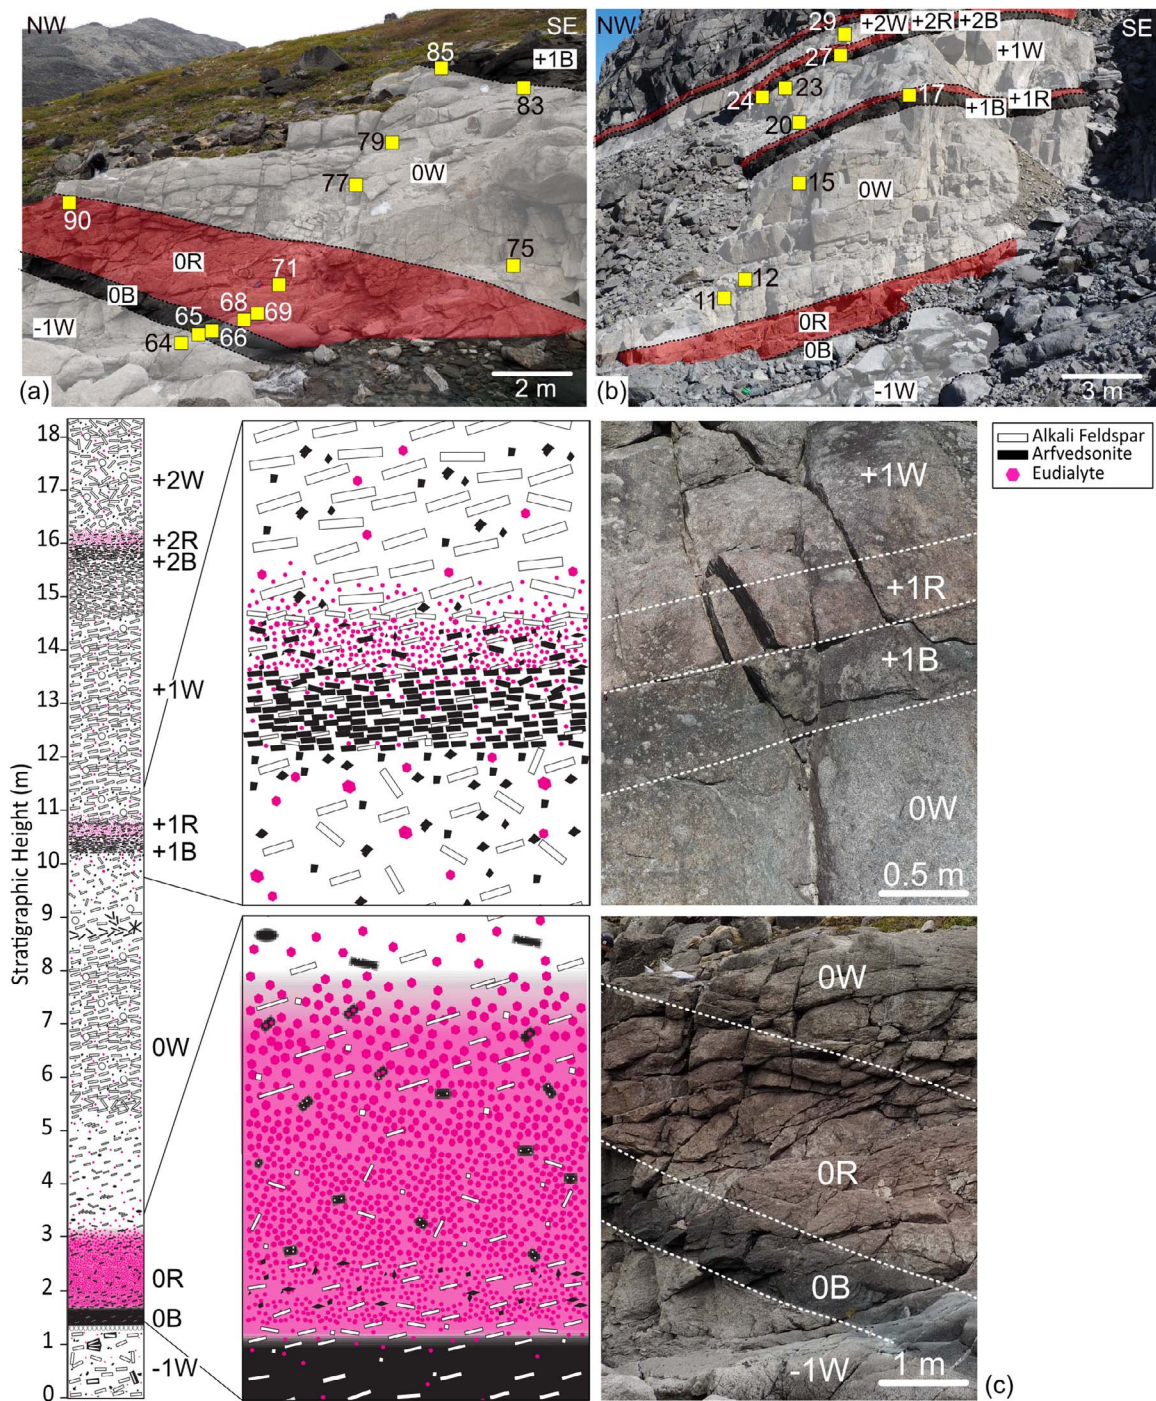 NW
SE
85
+1B
83
79
0W
77
90
75
0R
71
0B
68
69
65
-1W
64
66
(a)
2 m
NW
29
+2W
+2R
+2B
SE
27
+1W
23
24
17
+1B
+1R
20
15
0W
12
11
0R
0B
-1W
(b)
3 m
Stratigraphic Height (m)
18
17
16
15
14
13
12
11
10
9
8
7
6
5
4
3
2
1
0
+2W
+2R
+2B
+1W
+1R
+1B
0W
0R
0B
-1W
+1W
+1R
+1B
0W
0.5 m
Alkali Feldspar
Arfvedsonite
Eudialyte
0W
0R
0B
-1W
1 m
(c)